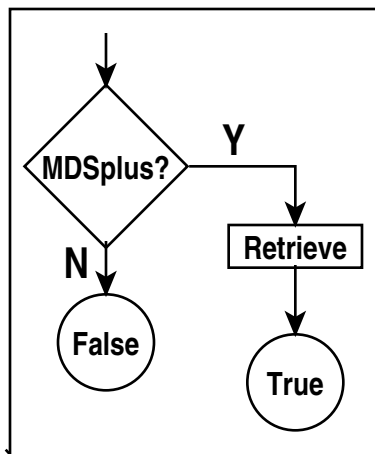 MDSplus?
Y
N
Retrieve
False
True